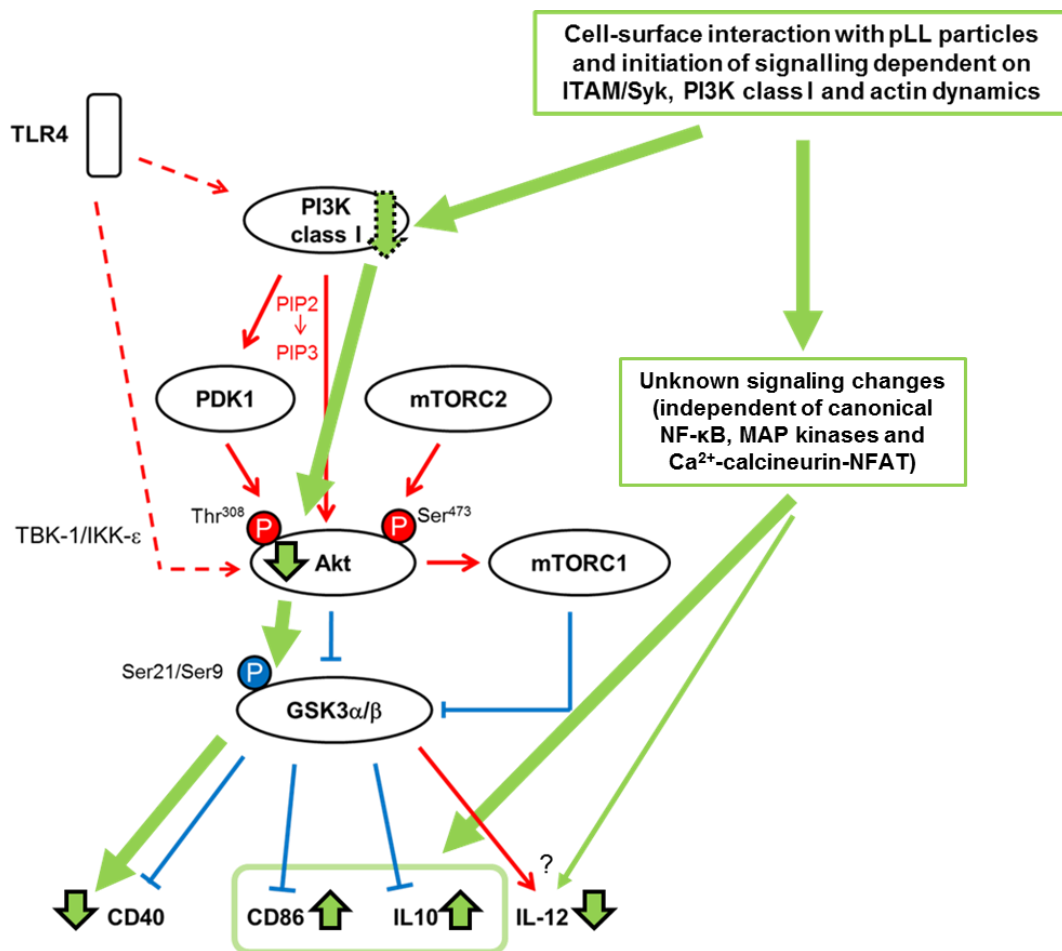 Cell-surface interaction with pLL particles
and initiation of signalling dependent on
ITAM/Syk, PI3K class I and actin dynamics
TLR4
PI3K
class I
PIP2
PIP3
PDK1
mTORC2
Unknown signaling changes
(independent of canonical
NF-κB, MAP kinases and
Ca²⁺-calcineurin-NFAT)
Thr³⁰⁸
P
P
Ser⁴⁷³
TBK-1/IKK-ε
Akt
mTORC1
Ser21/Ser9
P
GSK3α/β
?
CD40
CD86
IL10
IL-12